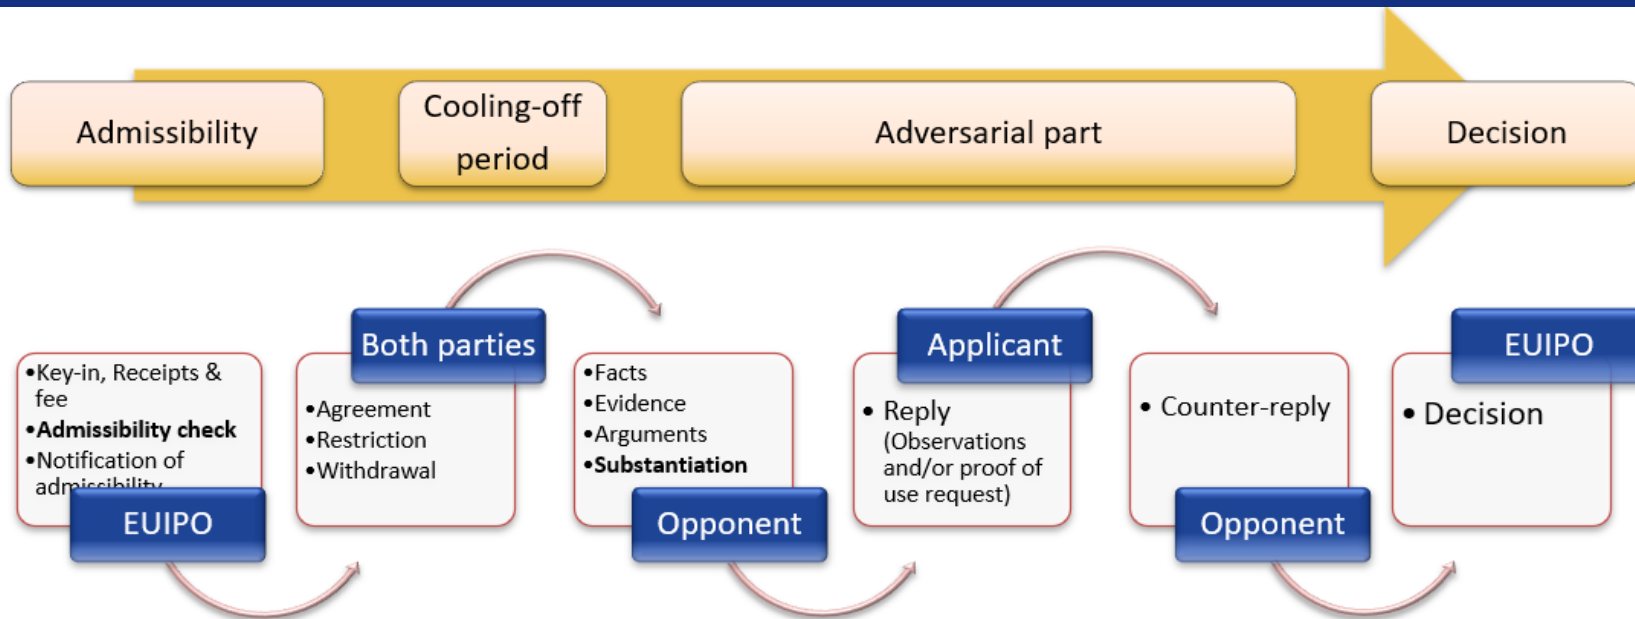 Admissibility
Cooling-off
period
Adversarial part
Decision
•Key-in, Receipts &
fee
•Admissibility check
•Notification of
admissibility
EUIPO
Both parties
•Agreement
•Restriction
•Withdrawal
•Facts
•Evidence
•Arguments
•Substantiation
Opponent
Applicant
• Reply
(Observations
and/or proof of
use request)
• Counter-reply
Opponent
EUIPO
• Decision